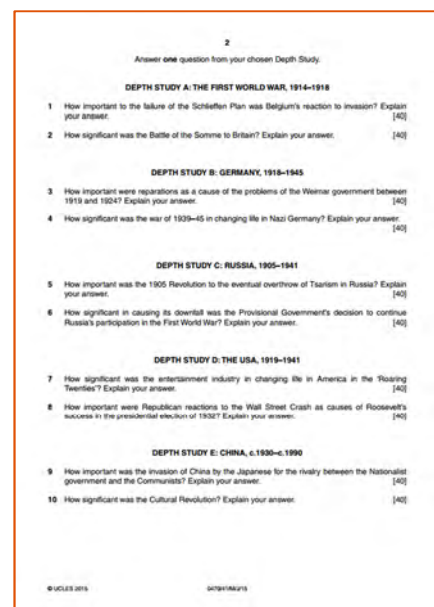 2
Answer one question from your chosen Depth Study.
DEPTH STUDY A: THE FIRST WORLD WAR, 1914–1918
1 How important to the failure of the Schlieffen Plan was Belgium's reaction to invasion? Explain
your answer. [40]
2 How significant was the Battle of the Somme to Britain? Explain your answer. [40]
DEPTH STUDY B: GERMANY, 1918–1945
3 How important were reparations as a cause of the problems of the Weimar government between
1919 and 1924? Explain your answer. [40]
4 How significant was the war of 1939–45 in changing life in Nazi Germany? Explain your answer.
[40]
DEPTH STUDY C: RUSSIA, 1905–1941
5 How important was the 1905 Revolution to the eventual overthrow of Tsarism in Russia? Explain
your answer. [40]
6 How significant in causing its downfall was the Provisional Government's decision to continue
Russia's participation in the First World War? Explain your answer. [40]
DEPTH STUDY D: THE USA, 1919–1941
7 How significant was the entertainment industry in changing life in America in the 'Roaring
Twenties'? Explain your answer. [40]
8 How important were Republican reactions to the Wall Street Crash as causes of Roosevelt's
success in the presidential election of 1932? Explain your answer. [40]
DEPTH STUDY E: CHINA, c.1930–c.1990
9 How important was the invasion of China by the Japanese for the rivalry between the Nationalist
government and the Communists? Explain your answer. [40]
10 How significant was the Cultural Revolution? Explain your answer. [40]
© UCLES 2015